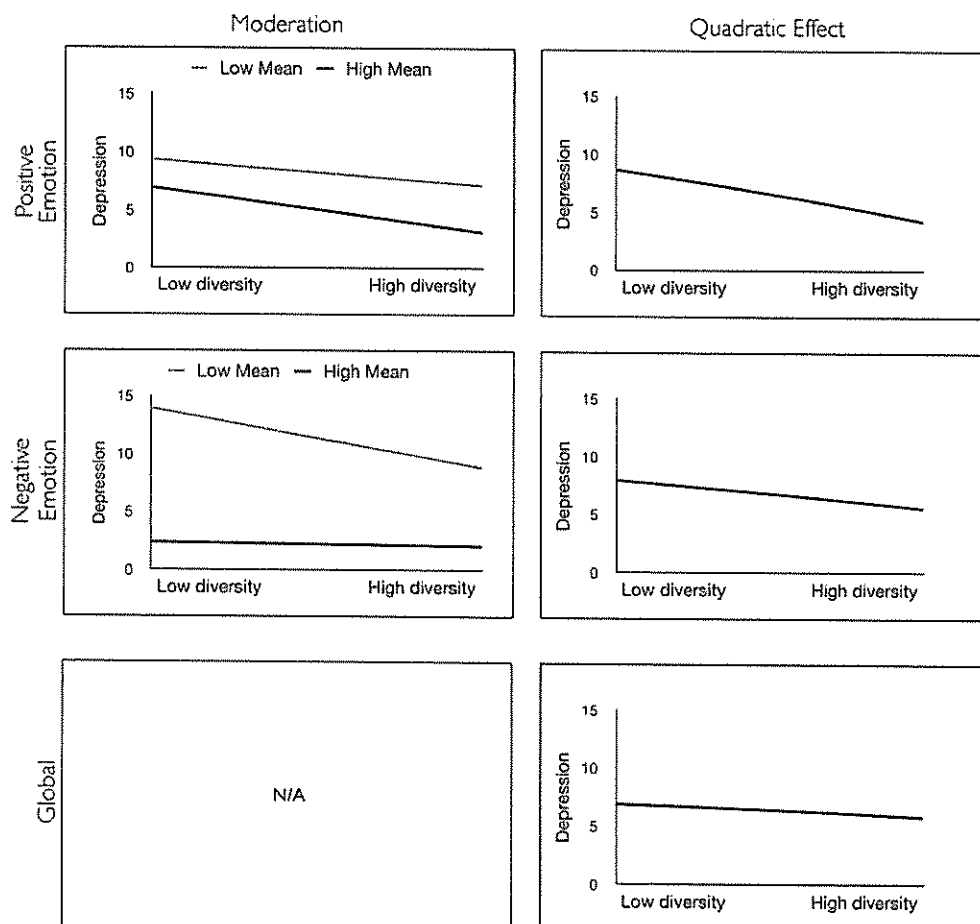 Moderation
Quadratic Effect
Positive
Emotion
Low Mean High Mean
Depression
15
10
5
0
Low diversity High diversity
Depression
15
10
5
0
Low diversity High diversity
Negative
Emotion
Low Mean High Mean
Depression
15
10
5
0
Low diversity High diversity
Depression
15
10
5
0
Low diversity High diversity
Global
N/A
Depression
15
10
5
0
Low diversity High diversity